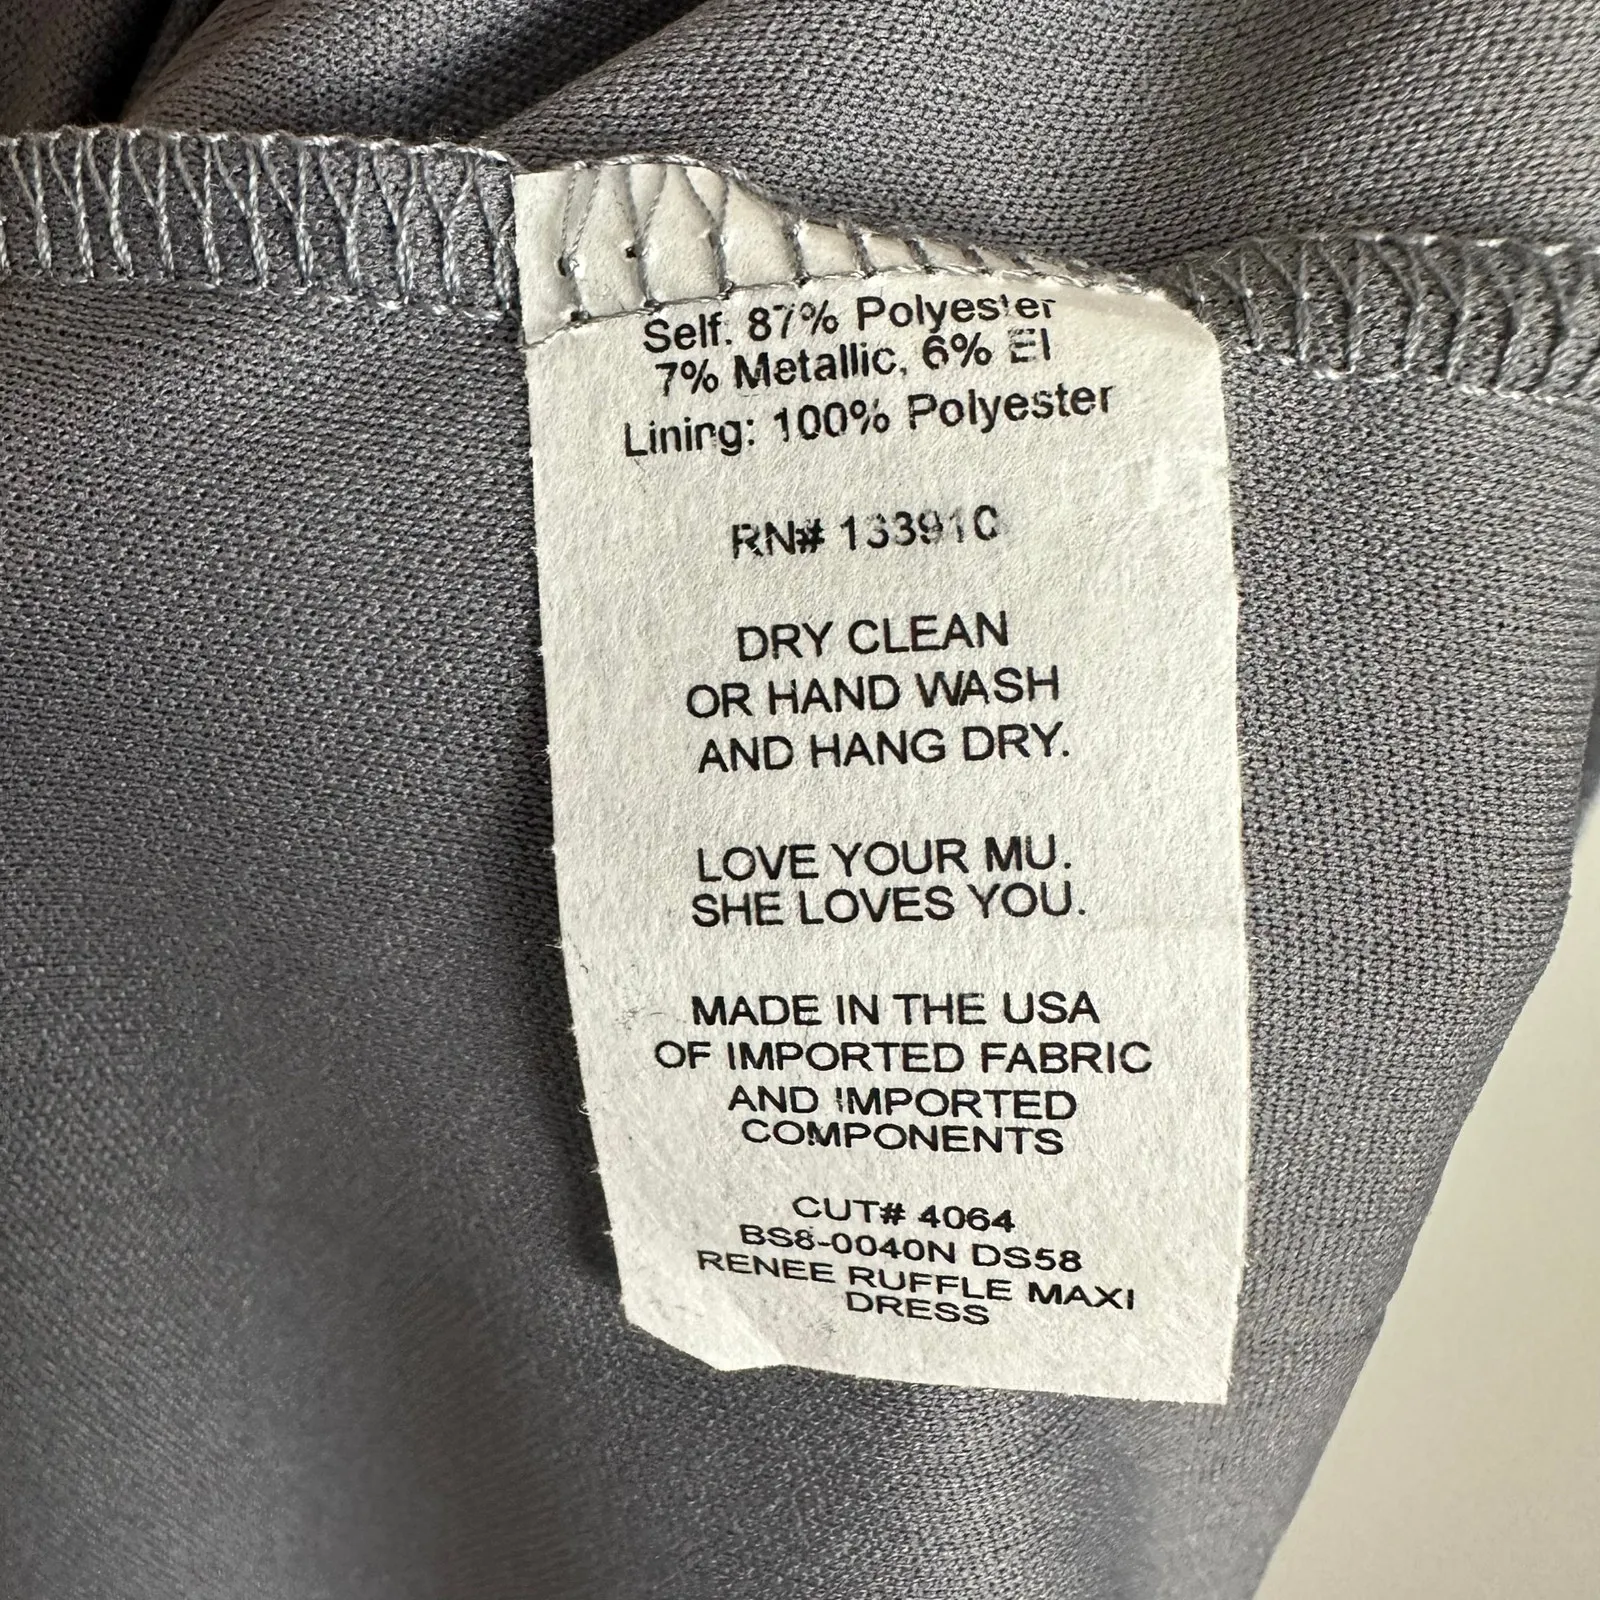 Self: 87% Polyester
7% Metallic, 6% El
Lining: 100% Polyester
RN# 133910
DRY CLEAN
OR HAND WASH
AND HANG DRY.
LOVE YOUR MU.
SHE LOVES YOU.
MADE IN THE USA
OF IMPORTED FABRIC
AND IMPORTED
COMPONENTS
CUT# 4064
BS8-0040N DS58
RENEE RUFFLE MAXI
DRESS